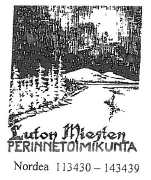 Luton Miesten
PERINNETOIMIKUNTA
Nordea 113430 – 143439